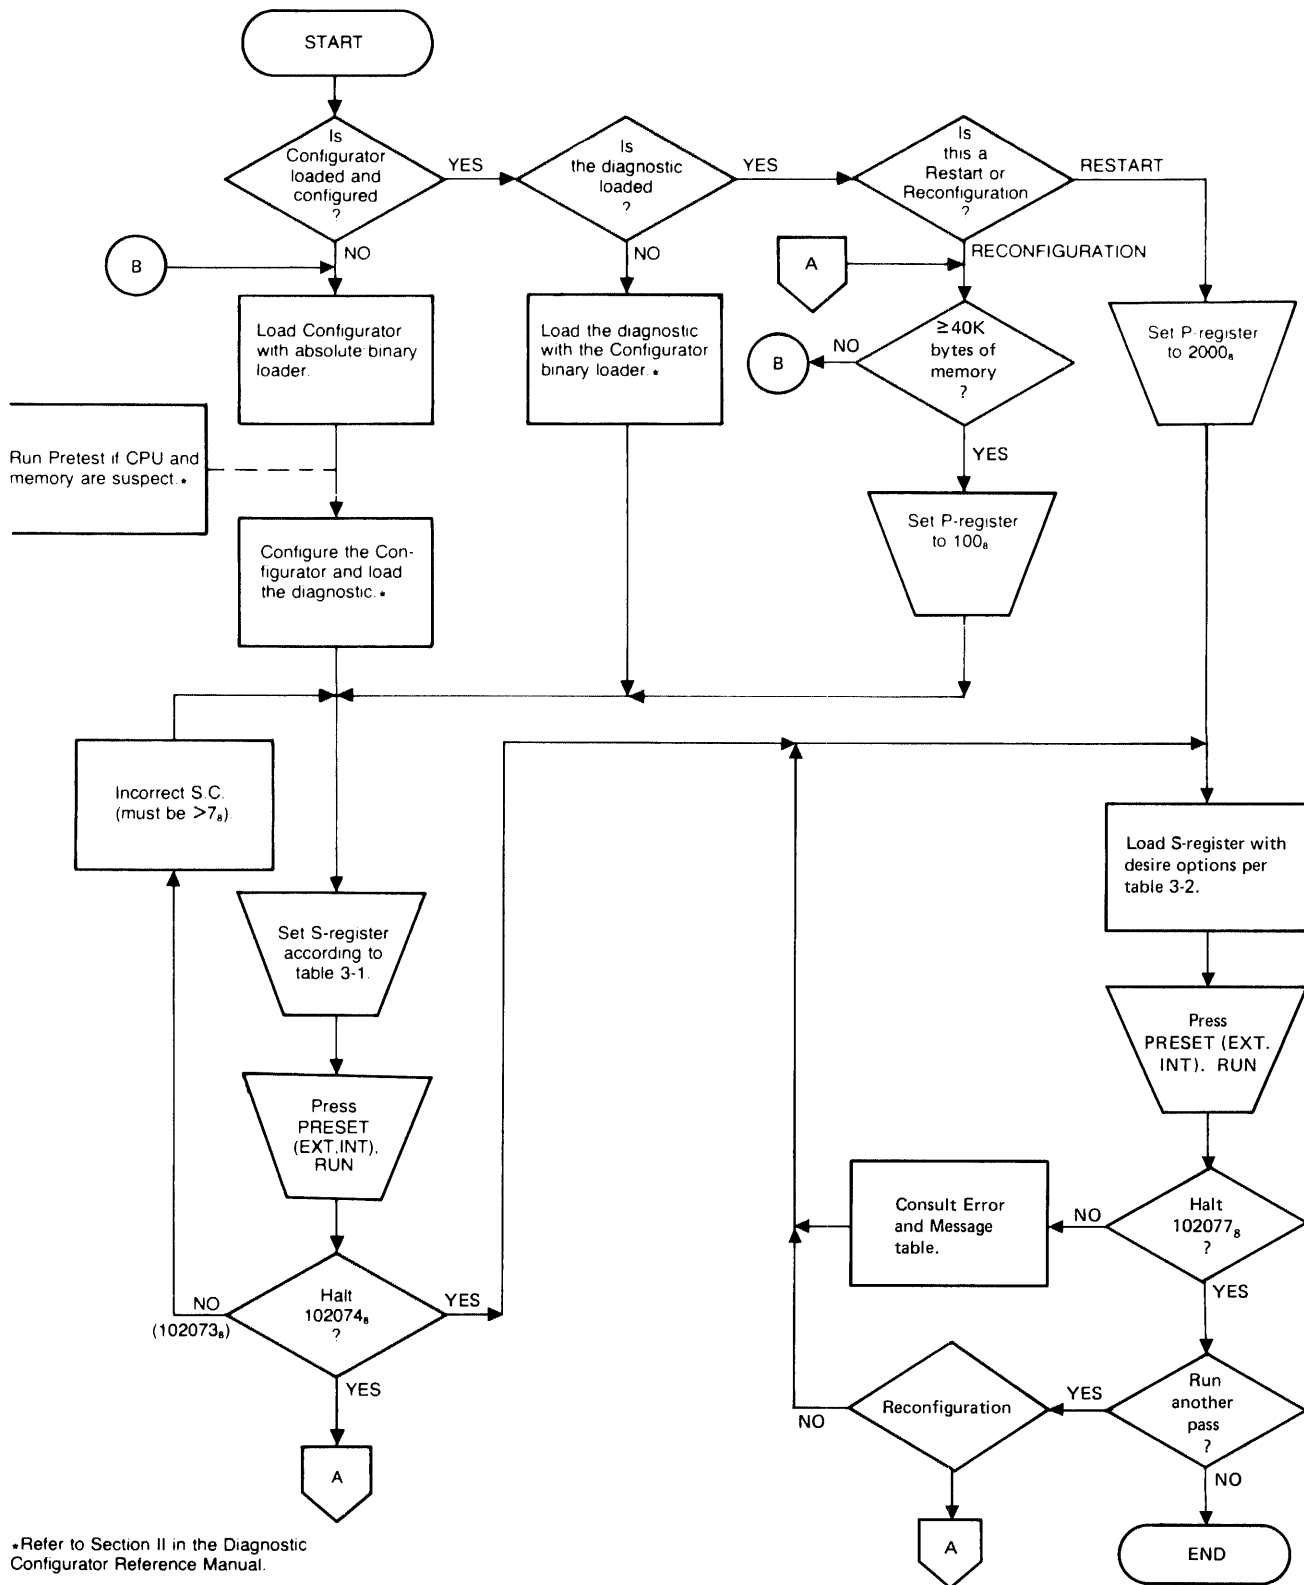 START
Is
Configurator
loaded and
configured
?
YES
NO
Is
the diagnostic
loaded
?
YES
NO
Is
this a
Restart or
Reconfiguration
?
RESTART
RECONFIGURATION
B
A
Load Configurator
with absolute binary
loader.
Load the diagnostic
with the Configurator
binary loader.*
≥40K
bytes of
memory
?
NO
B
YES
Set P-register
to 2000₈
Run Pretest if CPU and
memory are suspect.*
Set P-register
to 100₈
Configure the Con-
figurator and load
the diagnostic.*
Incorrect S.C.
(must be >7₈)
Set S-register
according to
table 3-1.
Press
PRESET
(EXT,INT),
RUN
Halt
102074₈
?
NO
(102073₈)
YES
YES
A
Load S-register with
desire options per
table 3-2.
Press
PRESET (EXT.
INT). RUN
Halt
102077₈
?
NO
YES
Consult Error
and Message
table.
Run
another
pass
?
YES
NO
Reconfiguration
NO
A
END
*Refer to Section II in the Diagnostic
Configurator Reference Manual.